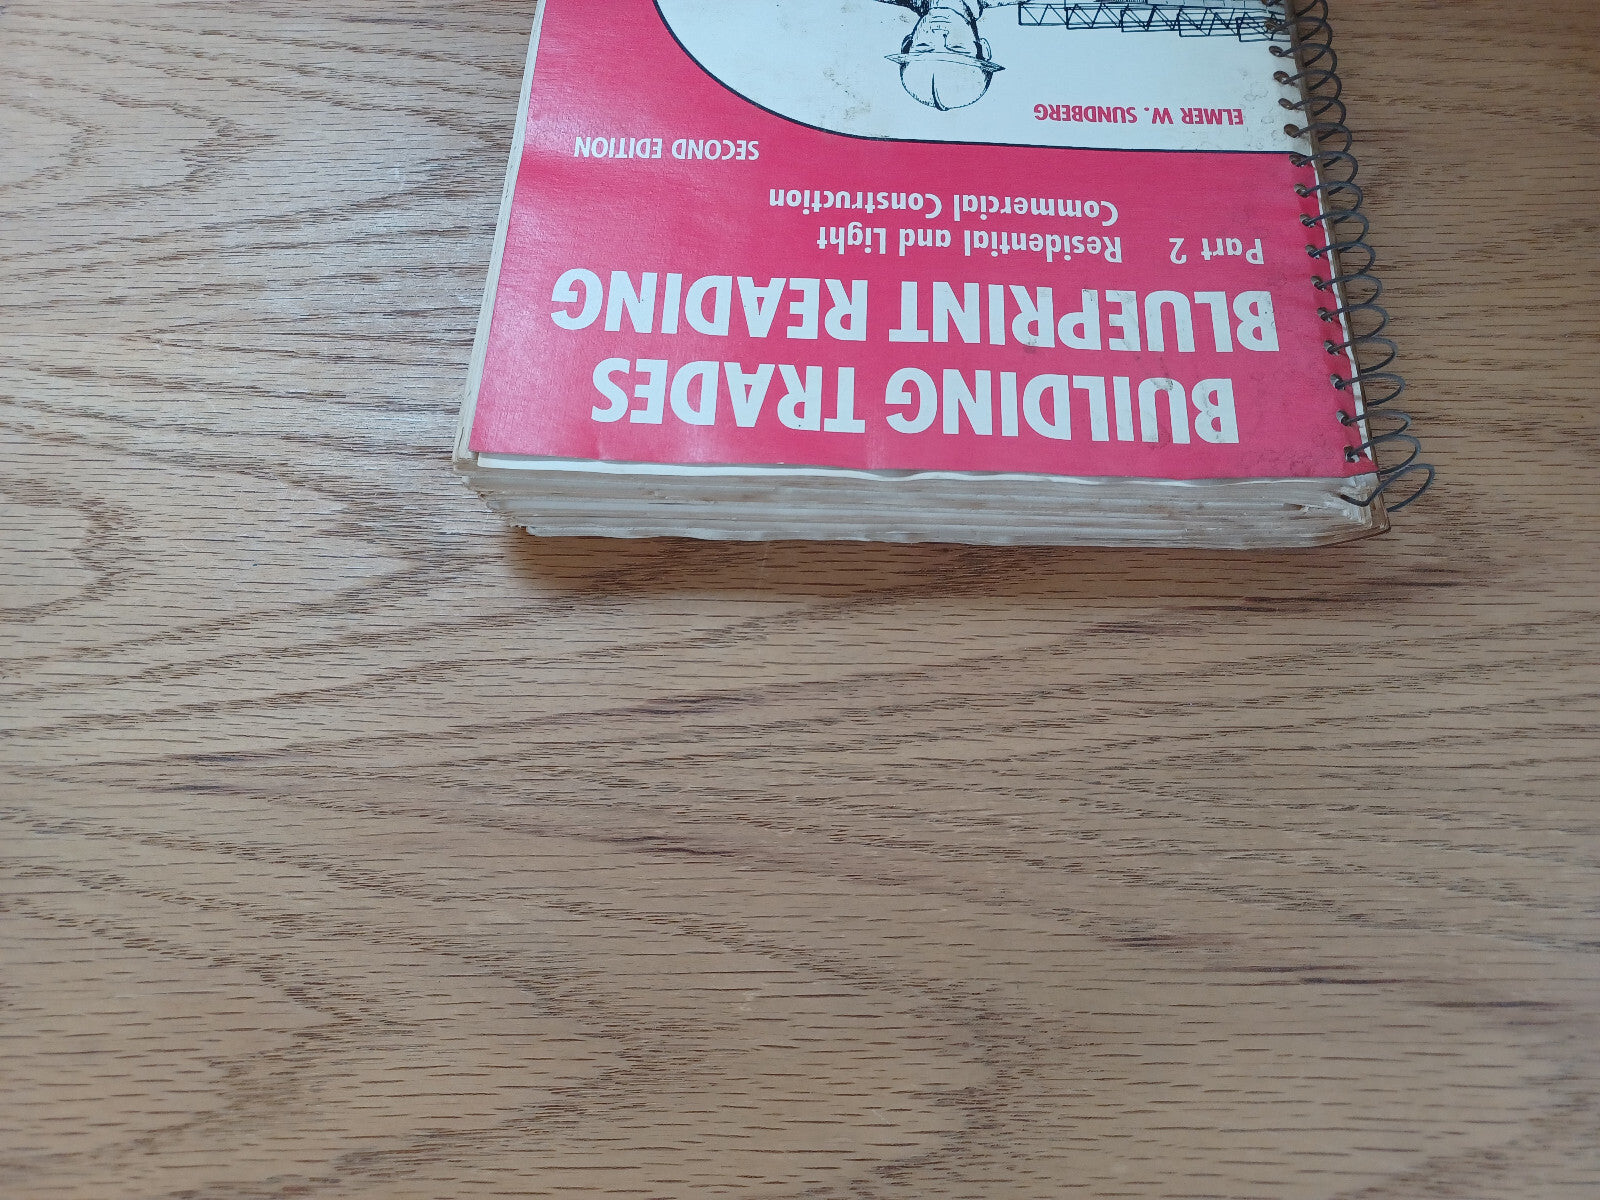 BUILDING TRADES
BLUEPRINT READING
Part 2 Residential and Light
Commercial Construction
SECOND EDITION
ELMER W. SUNDBERG